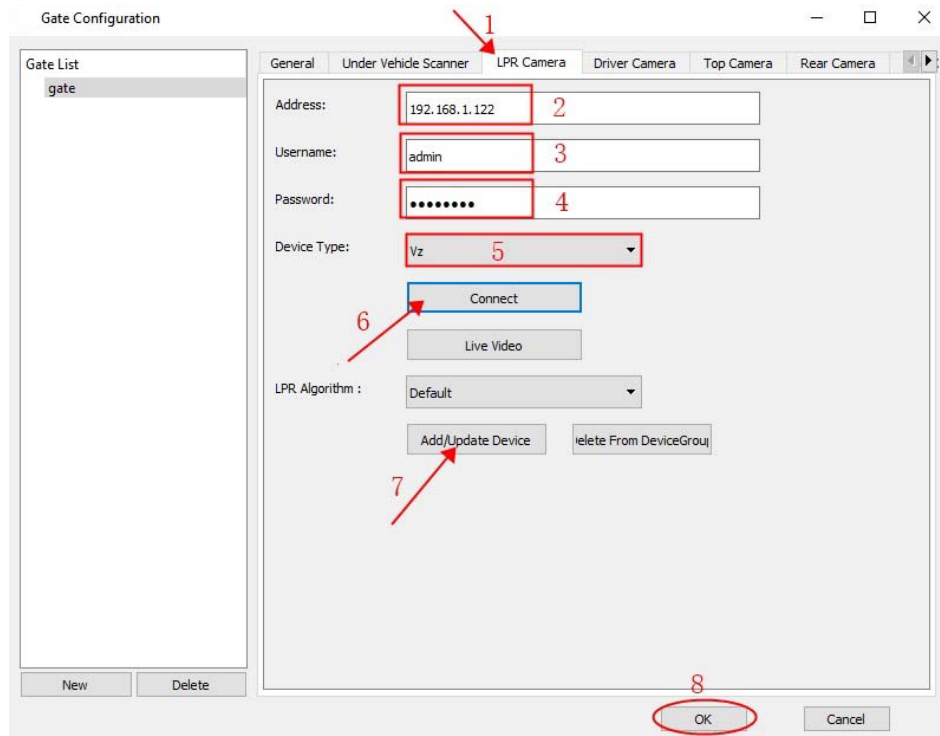 Gate Configuration
1
Gate List
gate
General Under Vehicle Scanner LPR Camera Driver Camera Top Camera Rear Camera
Address: 192.168.1.122 2
Username: admin 3
Password: •••••••• 4
Device Type: Vz 5
Connect
6
Live Video
LPR Algorithm : Default
Add/Update Device elete From DeviceGrou
7
New Delete
8
OK Cancel